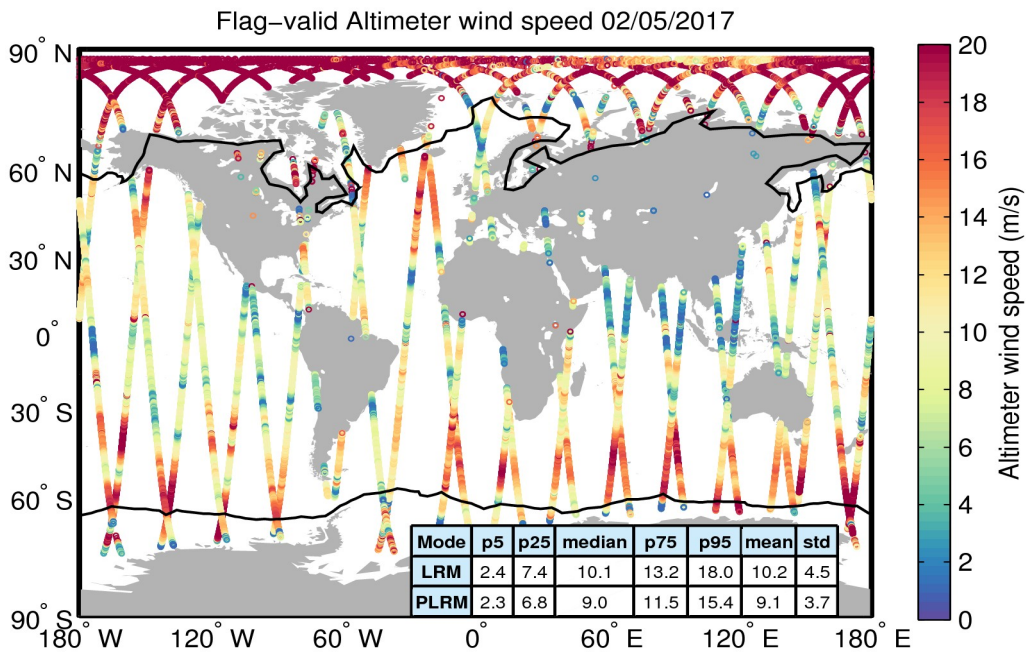 Flag−valid Altimeter wind speed 02/05/2017
90° N
60° N
30° N
0°
30° S
60° S
90° S
180° W
120° W
60° W
0°
60° E
120° E
180° E
Mode p5 p25 median p75 p95 mean std
LRM 2.4 7.4 10.1 13.2 18.0 10.2 4.5
PLRM 2.3 6.8 9.0 11.5 15.4 9.1 3.7
20
18
16
14
12
10
8
6
4
2
0
Altimeter wind speed (m/s)